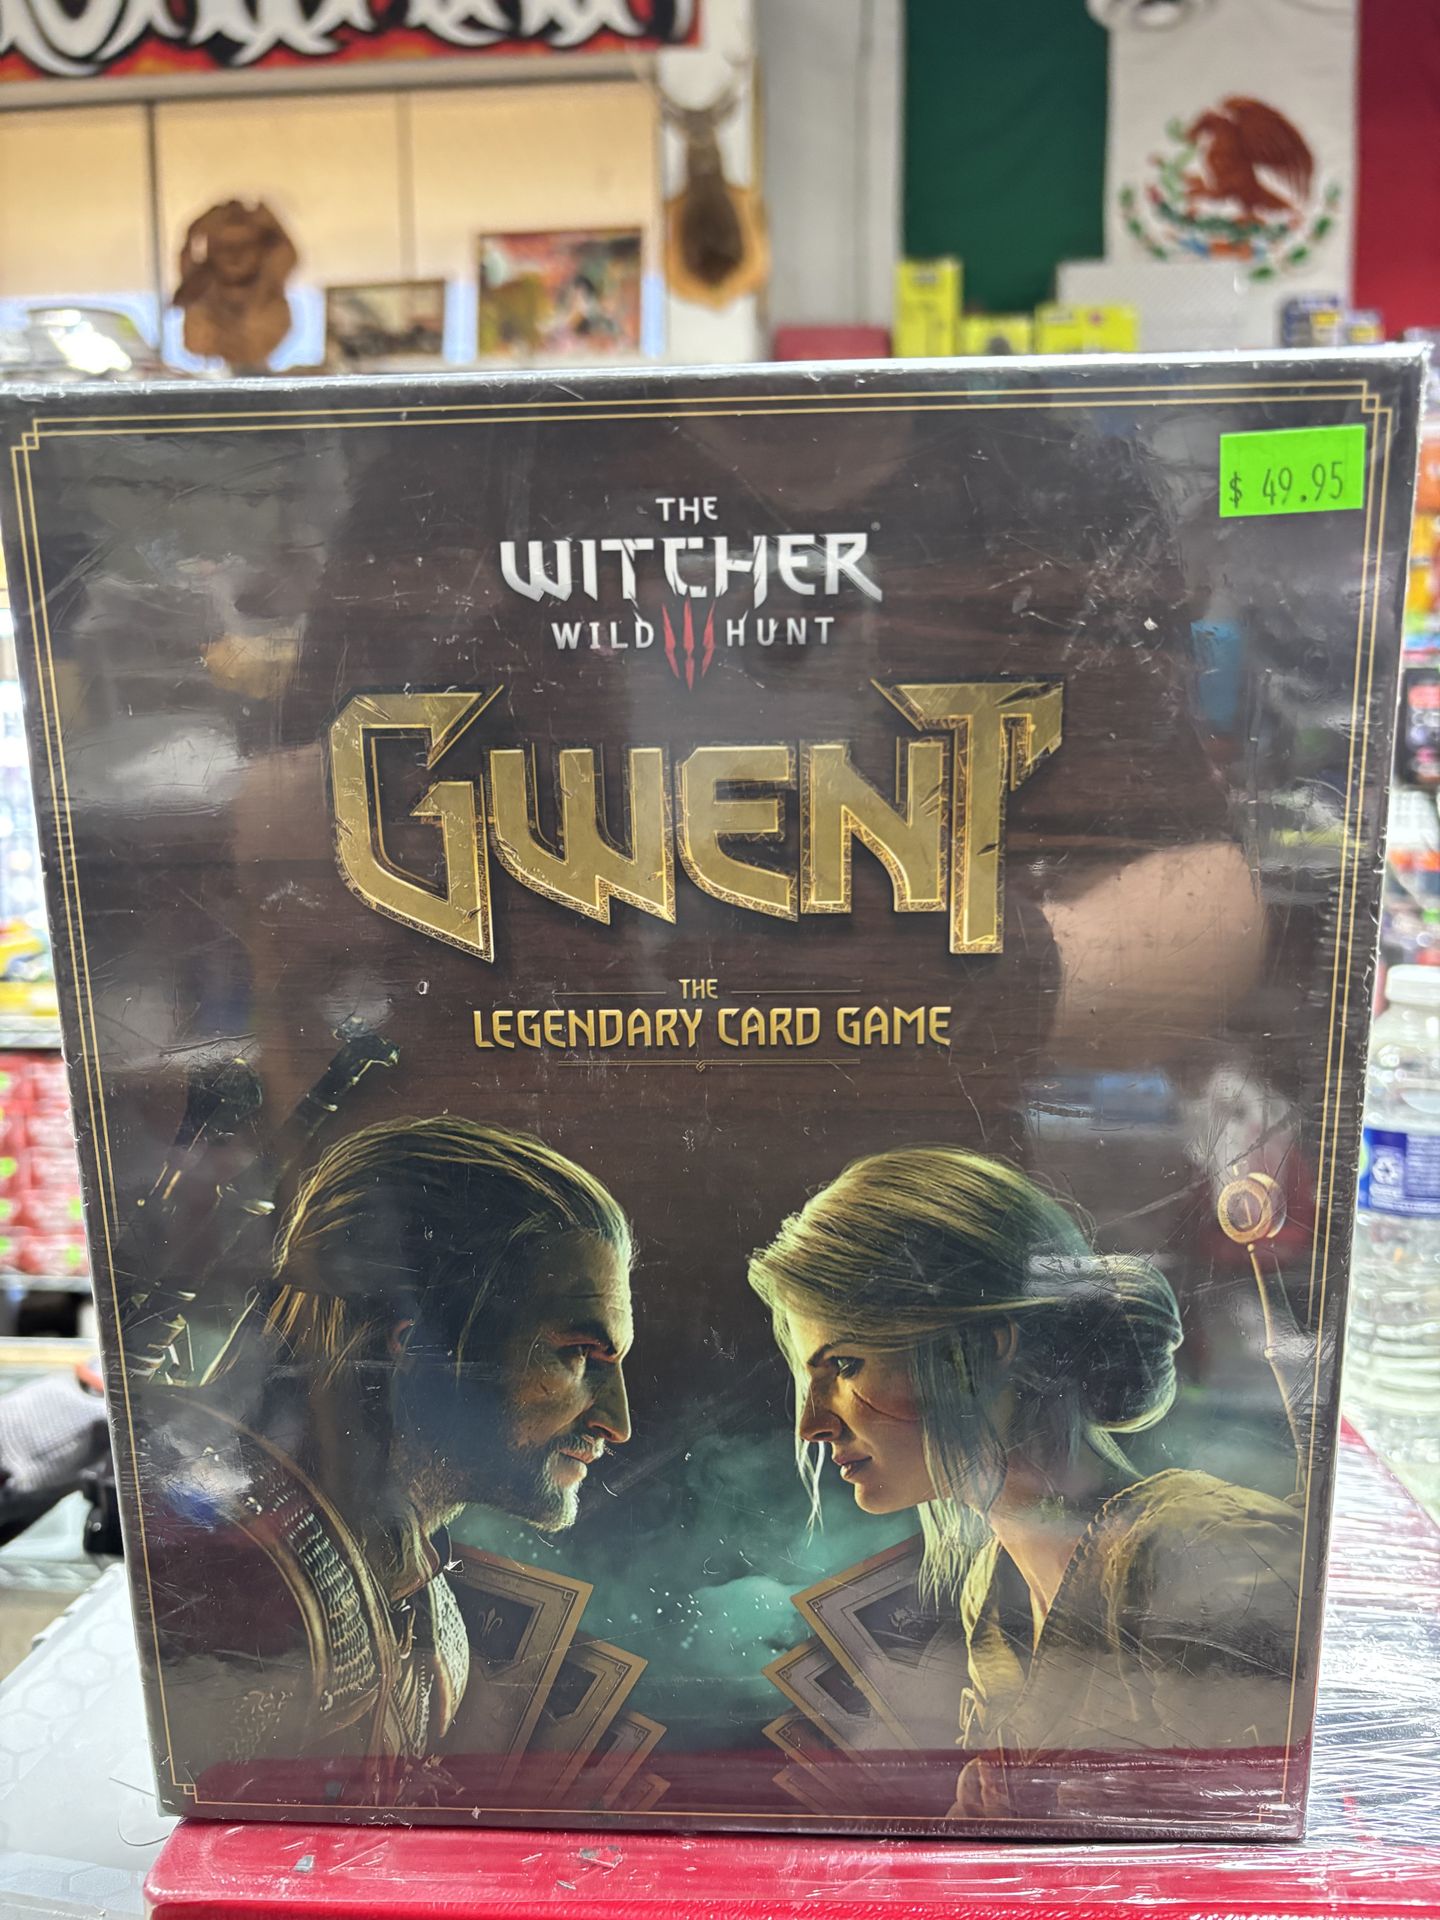 $ 49.95
THE
WITCHER
WILD HUNT
GWENT
THE
LEGENDARY CARD GAME